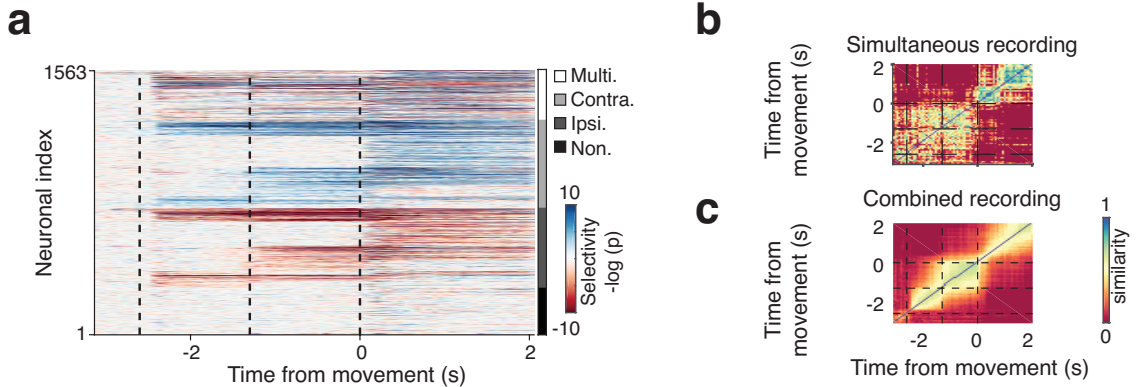 a
1563
1
Neuronal index
-2
0
2
Time from movement (s)
Multi.
Contra.
Ipsi.
Non.
10
-10
Selectivity
-log (p)
b
Simultaneous recording
Time from
movement (s)
2
0
-2
c
Combined recording
Time from
movement (s)
2
0
-2
-2
0
2
Time from movement (s)
1
0
similarity